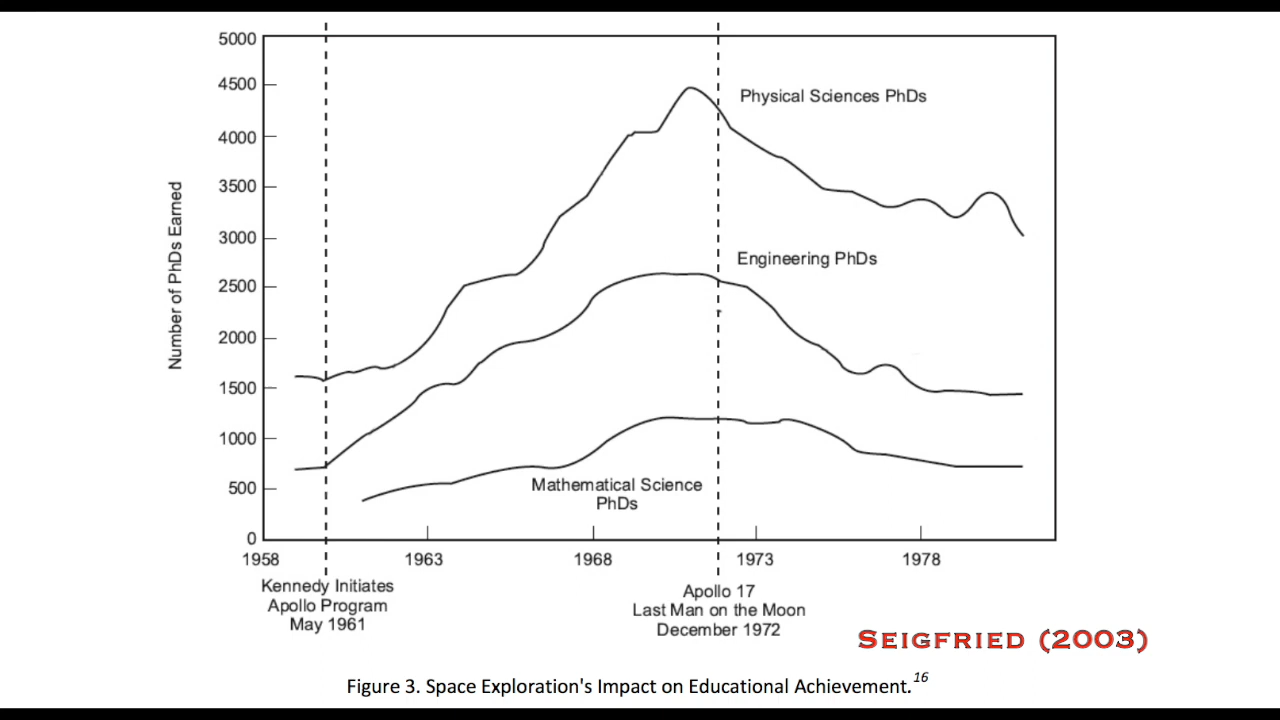 5000
4500
4000
3500
3000
2500
2000
1500
1000
500
0
Number of PhDs Earned
Physical Sciences PhDs
Engineering PhDs
Mathematical Science
PhDs
1958
1963
1968
1973
1978
Kennedy Initiates
Apollo Program
May 1961
Apollo 17
Last Man on the Moon
December 1972
SEIGFRIED (2003)
Figure 3. Space Exploration's Impact on Educational Achievement.16